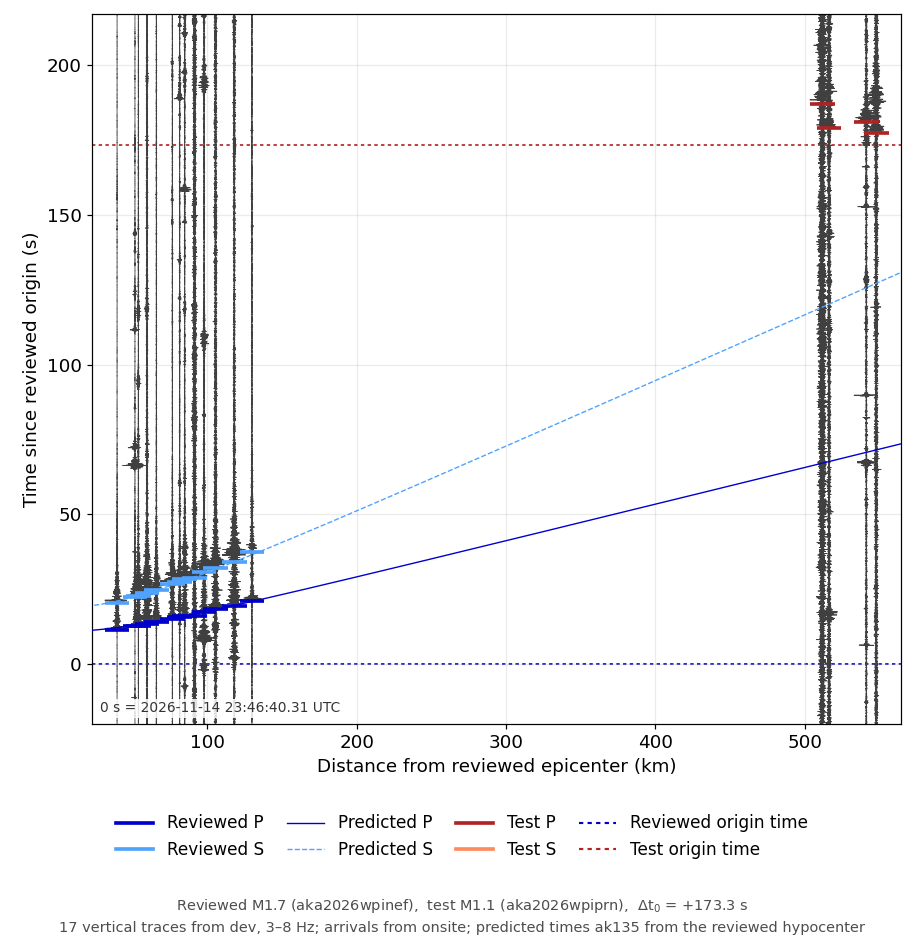 200
150
100
50
0
Time since reviewed origin (s)
0 s = 2026-11-14 23:46:40.31 UTC
100 200 300 400 500
Distance from reviewed epicenter (km)
Reviewed P Predicted P Test P Reviewed origin time
Reviewed S Predicted S Test S Test origin time
Reviewed M1.7 (aka2026wpinef), test M1.1 (aka2026wpiprn), Δt₀ = +173.3 s
17 vertical traces from dev, 3–8 Hz; arrivals from onsite; predicted times ak135 from the reviewed hypocenter